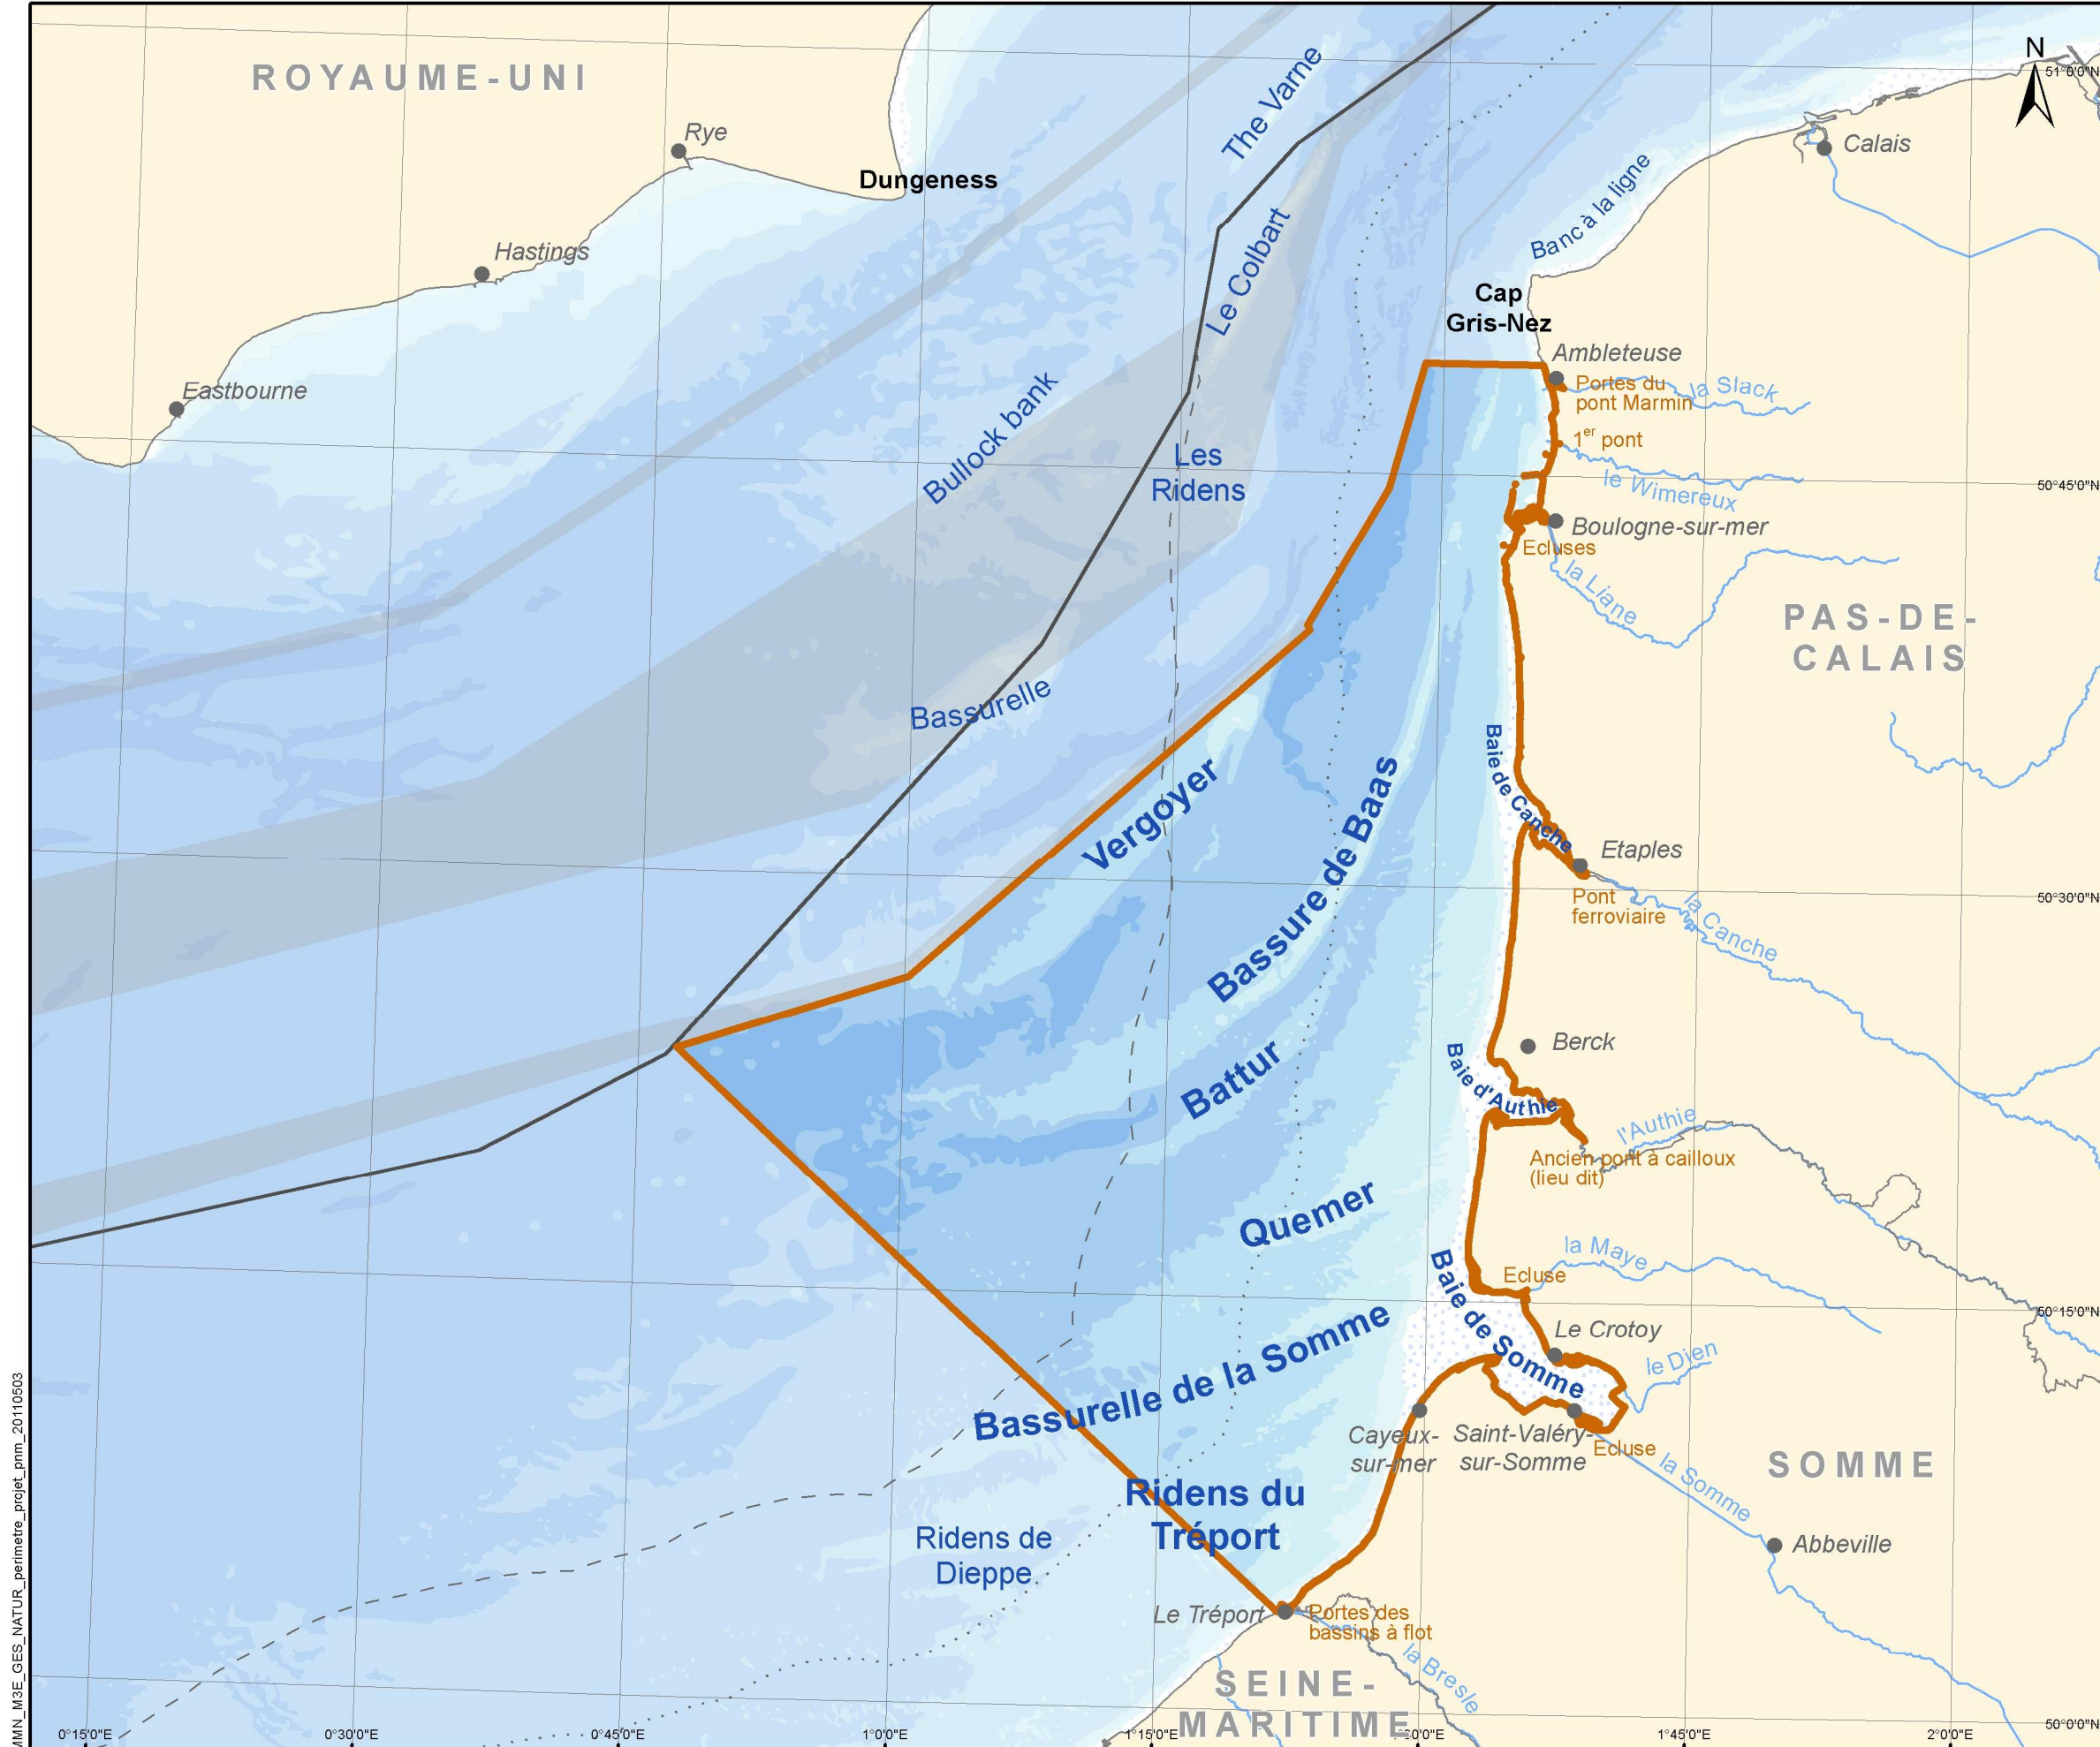 ROYAUME-UNI
The Varne
N
51°0'0"N
Rye
Calais
Dungeness
Banc à la ligne
Hastings
Le Colbart
Cap
Gris-Nez
Ambleteuse
Eastbourne
Bullock bank
Portes du
pont Marmin
la Slack
1er pont
Les
Ridens
le Wimereux
50°45'0"N
Boulogne-sur-mer
Ecluses
la Liane
PAS-DE-
CALAIS
Bassurelle
Baie de Canche
Vergoyer
Bassure de Baas
Etaples
Pont
ferroviaire
50°30'0"N
la Canche
Berck
Battur
Baie d'Authie
l'Authie
Ancien pont à cailloux
(lieu dit)
Quemer
la Maye
Ecluse
Baie de Somme
50°15'0"N
Le Crotoy
le Dien
Bassurelle de la Somme
Cayeux-
sur-mer
Saint-Valéry-
sur-Somme
Ecluse
SOMME
la Somme
Ridens du
Tréport
Ridens de
Dieppe
Abbeville
Le Tréport
Portes des
bassins à flot
la Bresle
SEINE-
MARITIME
50°0'0"N
0°15'0"E
0°30'0"E
0°45'0"E
1°0'0"E
1°15'0"E
1°45'0"E
2°0'0"E
MMN_M3E_GES_NATUR_perimetre_projet_pnm_20110503